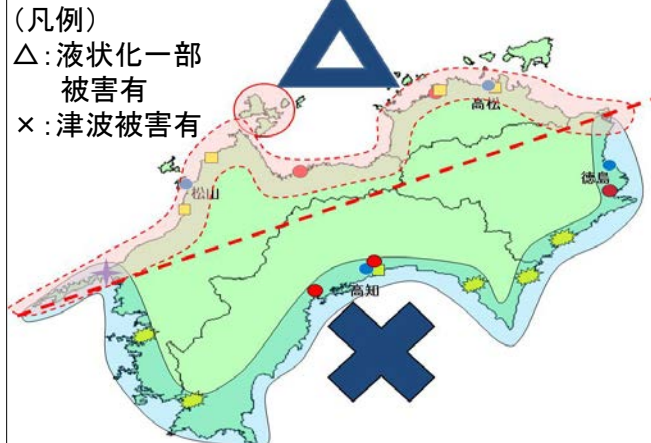 (凡例)
△:液状化一部
被害有
×:津波被害有
高松
松山
徳島
高知